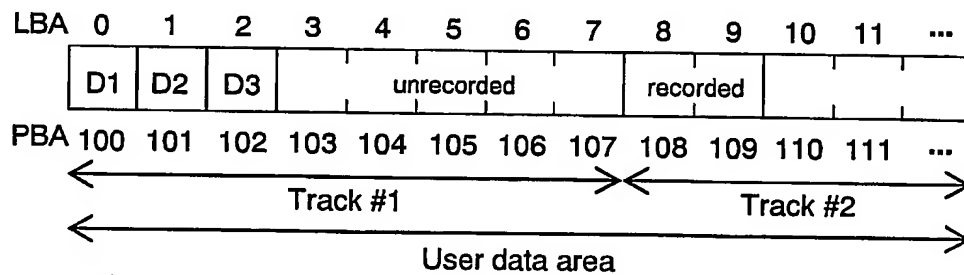 LBA 0 1 2 3 4 5 6 7 8 9 10 11 ...
D1 D2 D3 unrecorded recorded
PBA 100 101 102 103 104 105 106 107 108 109 110 111 ...
Track #1 Track #2
User data area